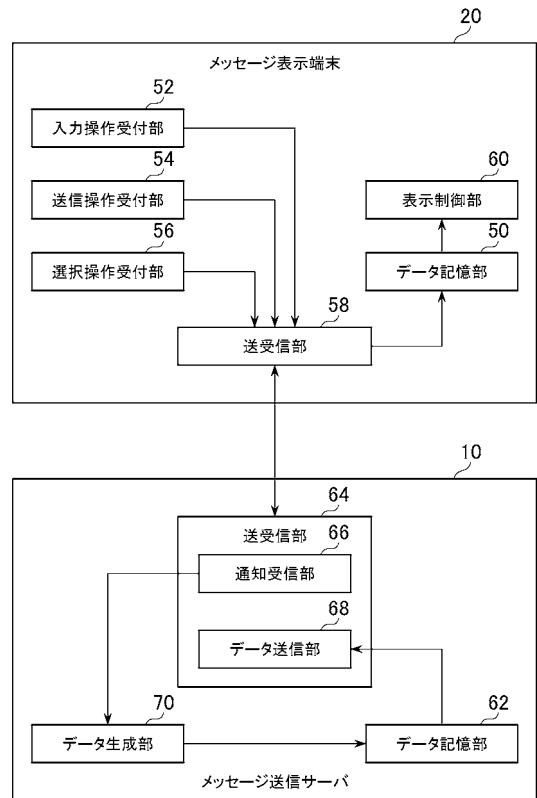 20
メッセージ表示端末
52
入力操作受付部
54
送信操作受付部
60
表示制御部
56
選択操作受付部
50
データ記憶部
58
送受信部
10
64
送受信部
66
通知受信部
68
データ送信部
70
データ生成部
62
データ記憶部
メッセージ送信サーバ